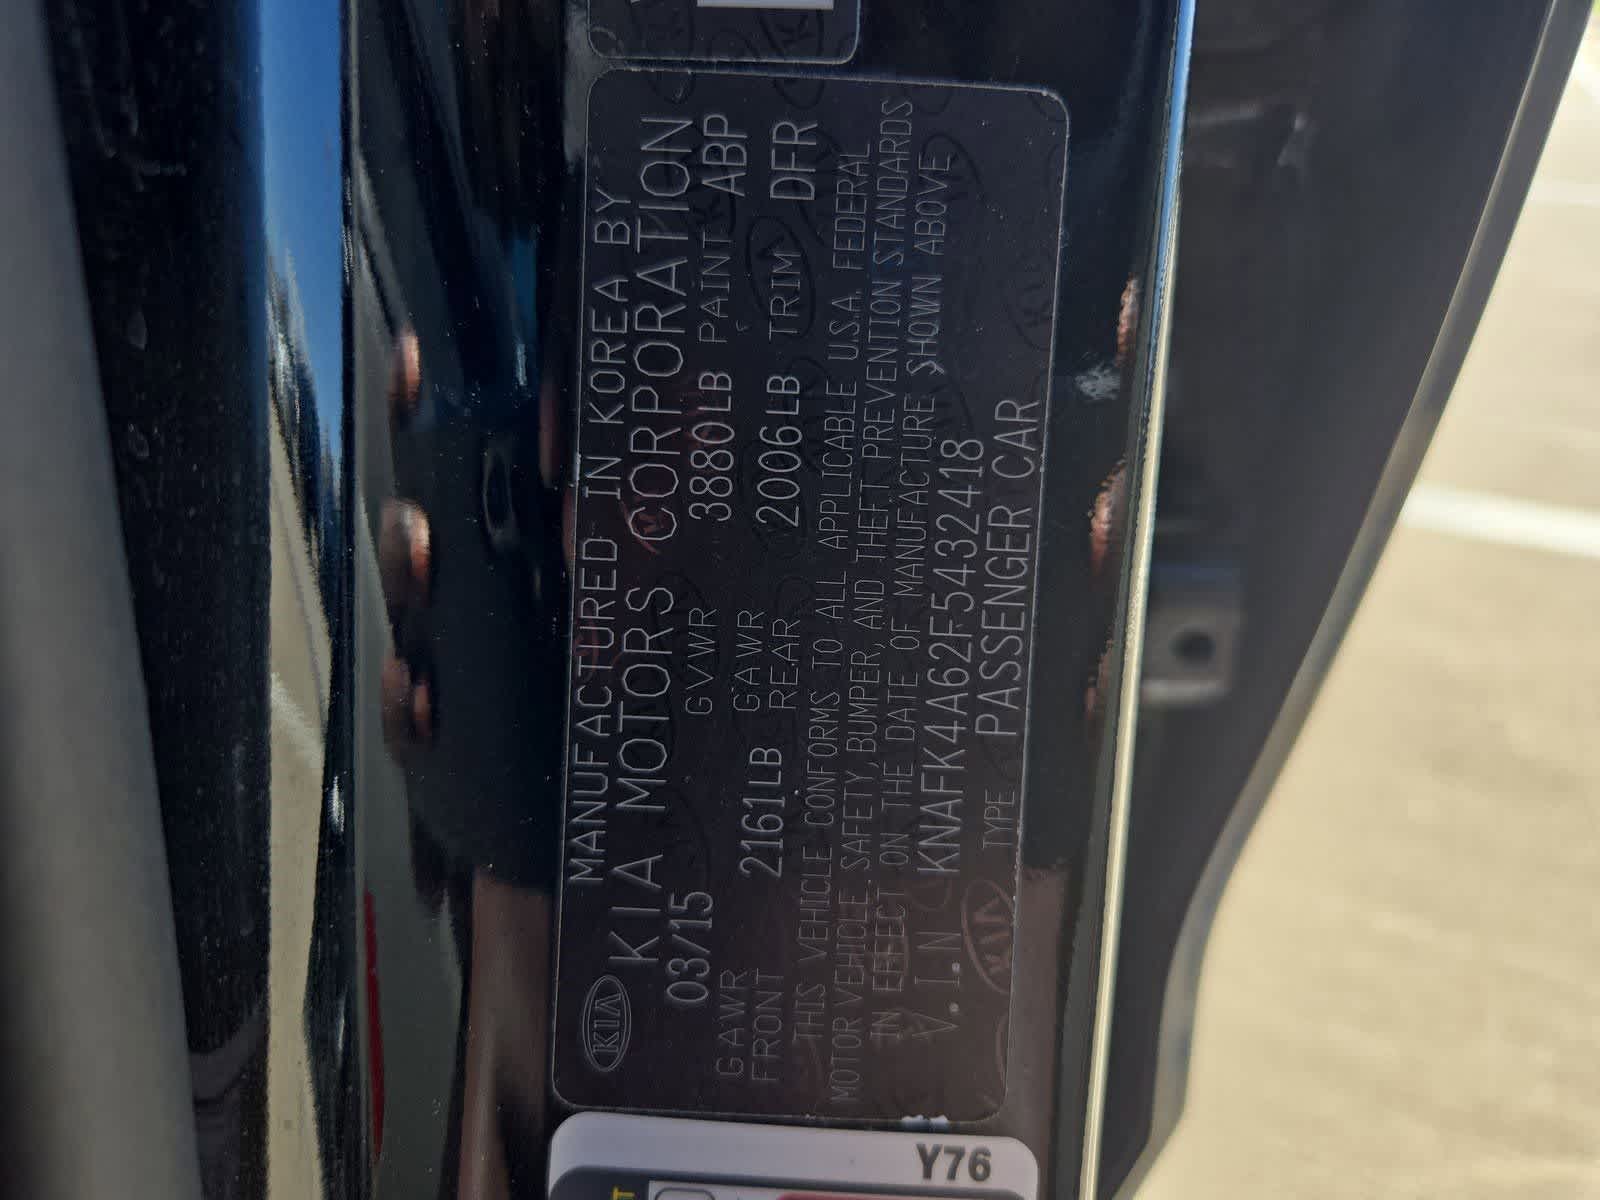 MANUFACTURED IN KOREA BY
KIA KIA MOTORS CORPORATION
03/15 GVWR 3880LB PAINT ABP
GAWR FRONT 2161LB GAWR REAR 2006LB TRIM DFR
THIS VEHICLE CONFORMS TO ALL APPLICABLE U.S.A. FEDERAL
MOTOR VEHICLE SAFETY, BUMPER, AND THEFT PREVENTION STANDARDS
IN EFFECT ON THE DATE OF MANUFACTURE SHOWN ABOVE
V.I.N KNAFK4A62F5432418
TYPE PASSENGER CAR
Y76